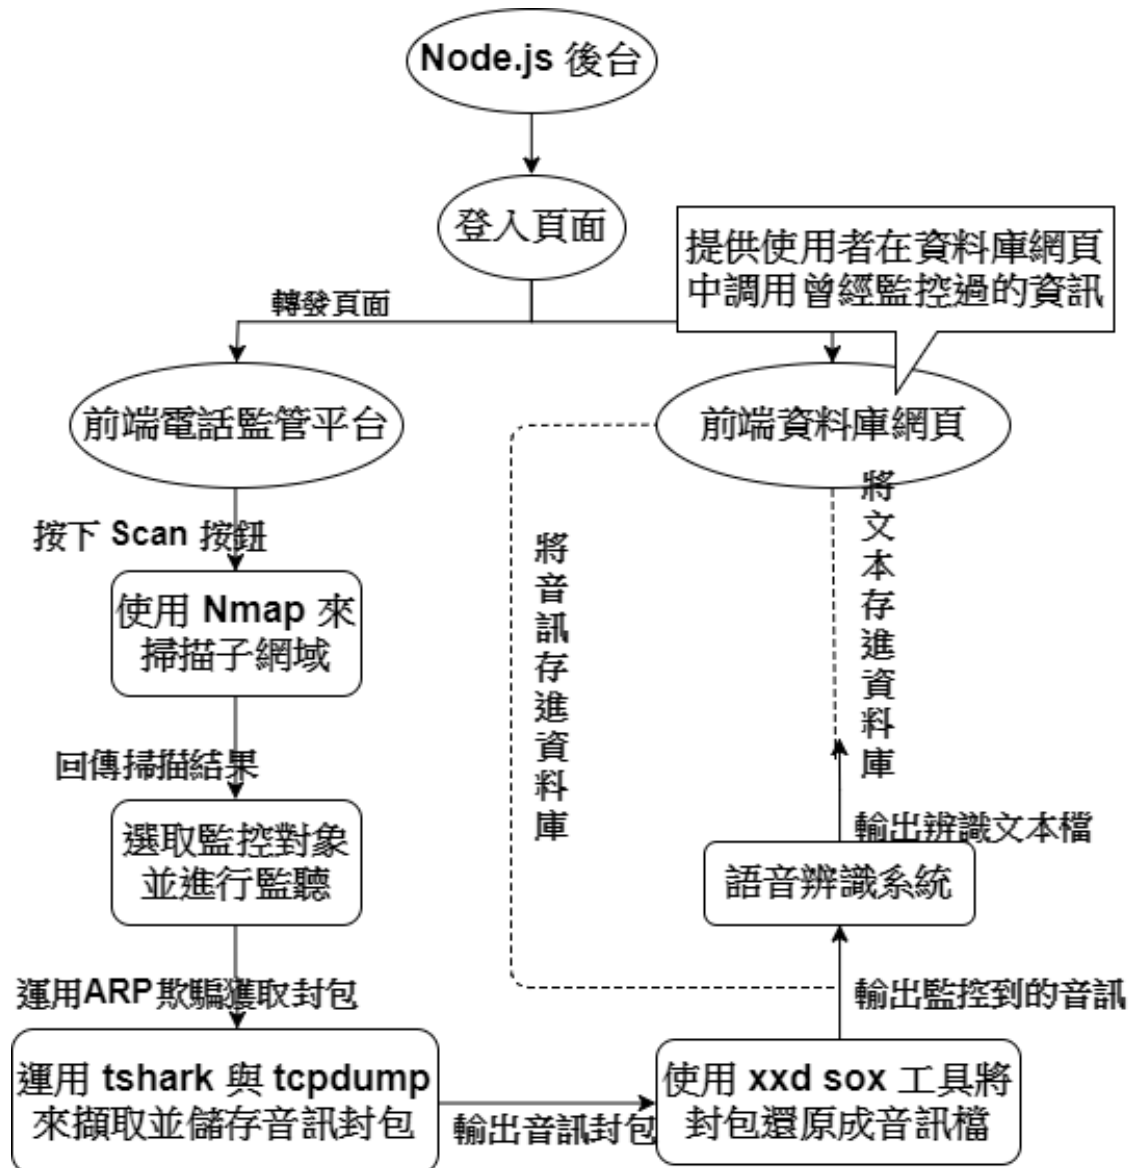 Node.js 後台
登入頁面
提供使用者在資料庫網頁
中調用曾經監控過的資訊
轉發頁面
前端電話監管平台
前端資料庫網頁
按下 Scan 按鈕
使用 Nmap 來
掃描子網域
將音訊存進資料庫
將文本存進資料庫
回傳掃描結果
選取監控對象
並進行監聽
輸出辨識文本檔
語音辨識系統
運用ARP欺騙獲取封包
輸出監控到的音訊
運用 tshark 與 tcpdump
來擷取並儲存音訊封包
輸出音訊封包
使用 xxd sox 工具將
封包還原成音訊檔